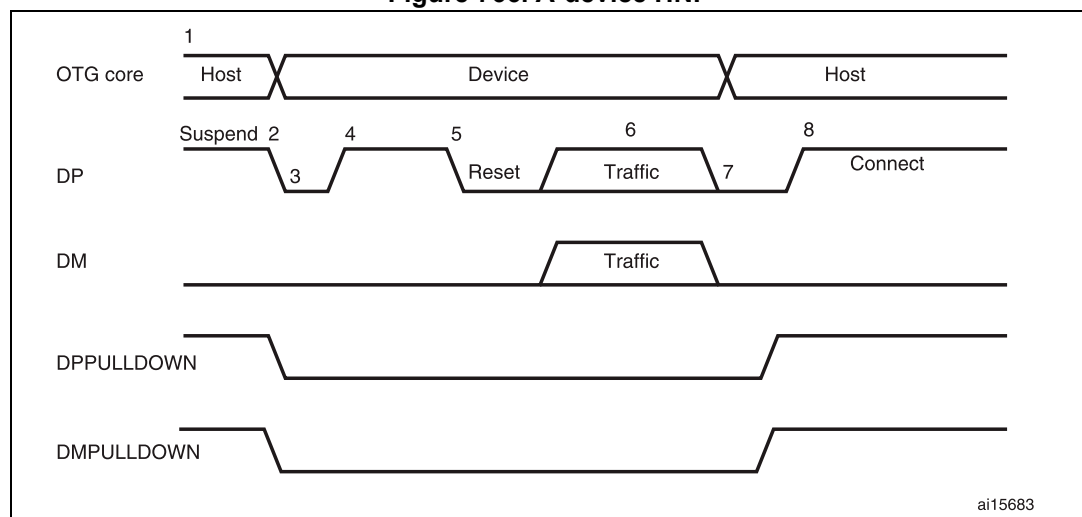 1
OTG core Host Device Host
Suspend 2 4 5 6 8
DP 3 Reset Traffic 7 Connect
DM Traffic
DPPULLDOWN
DMPULLDOWN
ai15683